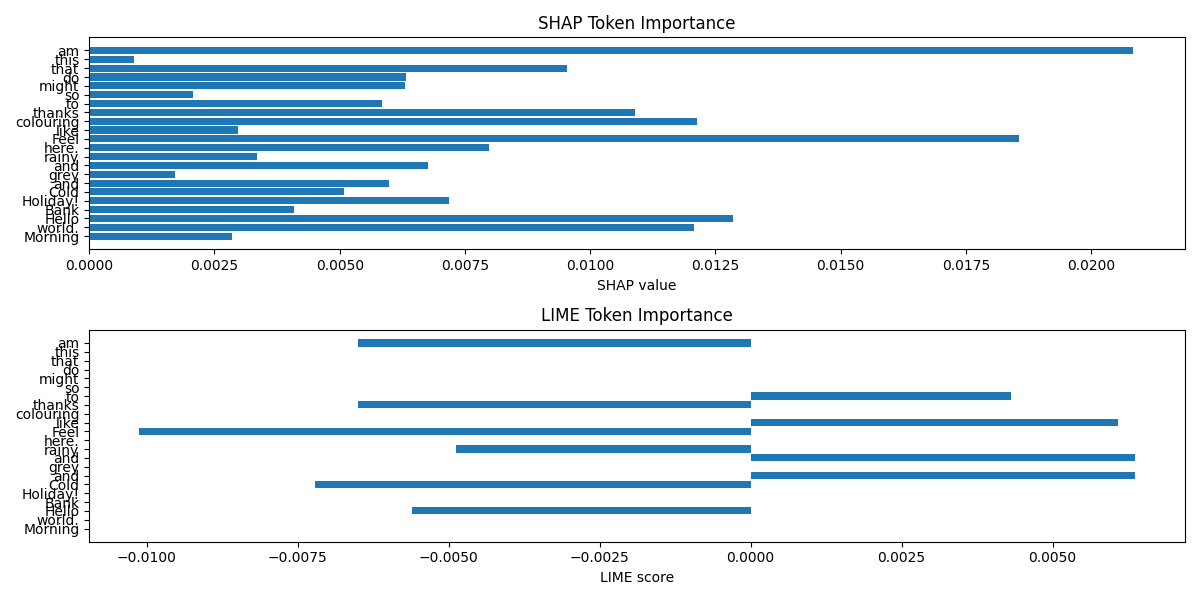 SHAP Token Importance
am
this
that
do
might
so
to
thanks
colouring
like
Feel
here.
rainy
and
grey
and
Cold
Holiday!
Bank
Hello
world.
Morning
0.0000 0.0025 0.0050 0.0075 0.0100 0.0125 0.0150 0.0175 0.0200
SHAP value
LIME Token Importance
am
this
that
do
might
so
to
thanks
colouring
like
Feel
here.
rainy
and
grey
and
Cold
Holiday!
Bank
Hello
world.
Morning
−0.0100 −0.0075 −0.0050 −0.0025 0.0000 0.0025 0.0050
LIME score